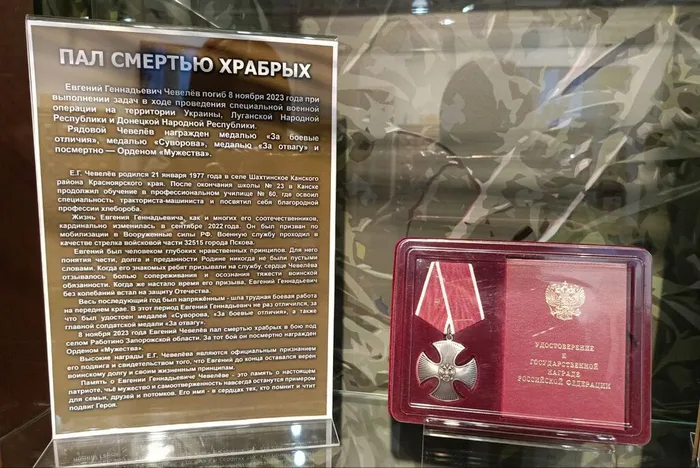 ПАЛ СМЕРТЬЮ ХРАБРЫХ
Евгений Геннадьевич Чевелёв погиб 8 ноября 2023 года при
выполнении задач в ходе проведения специальной военной
операции на территории Украины, Луганской Народной
Республики и Донецкой Народной Республики.
Рядовой Чевелёв награжден медалью «За боевые
отличия», медалью «Суворова», медалью «За отвагу» и
посмертно – Орденом «Мужества».
Е.Г. Чевелёв родился 21 января 1977 года в селе Шахтинское Канского
района Красноярского края. После окончания школы № 23 в Канске
продолжил обучение в профессиональном училище № 60, где освоил
специальность тракториста-машиниста и посвятил себя благородной
профессии хлебороба.
Жизнь Евгения Геннадьевича, как и многих его соотечественников,
кардинально изменилась в сентябре 2022 года. Он был призван по
мобилизации в Вооруженные силы РФ. Военную службу проходил в
качестве стрелка войсковой части 32515 города Пскова.
Евгений был человеком глубоких нравственных принципов. Для него
понятия чести, долга и преданности Родине никогда не были пустыми
словами. Когда его знакомых ребят призывали на службу, сердце Чевелёва
отзывалось болью сопереживания и осознания тяжести воинской
обязанности. Когда же настало время его призыва, Евгений Геннадьевич
без колебаний встал на защиту Отечества.
Весь последующий год был напряжённым - шла трудная боевая работа
на переднем крае. В этот период Евгений Геннадьевич не раз отличился, за
что был удостоен медалей «Суворова, «За боевые отличия», а также
главной солдатской медали «За отвагу».
8 ноября 2023 года Евгений Чевелёв пал смертью храбрых в бою под
селом Работино Запорожской области. За тот бой он посмертно награжден
Орденом «Мужества».
Высокие награды Е.Г. Чевелёва являются официальным признанием
его подвига и свидетельством того, что Евгений до конца оставался верен
воинскому долгу и своим жизненным принципам.
Память о Евгении Геннадьевиче Чевелёве - это память о настоящем
патриоте, чьё мужество и самоотверженность навсегда останутся примером
для семьи, друзей и потомков. Его имя - в сердцах тех, кто помнит и чтит
подвиг Героя.
УДОСТОВЕРЕНИЕ
К
ГОСУДАРСТВЕННОЙ
НАГРАДЕ
РОССИЙСКОЙ ФЕДЕРАЦИИ